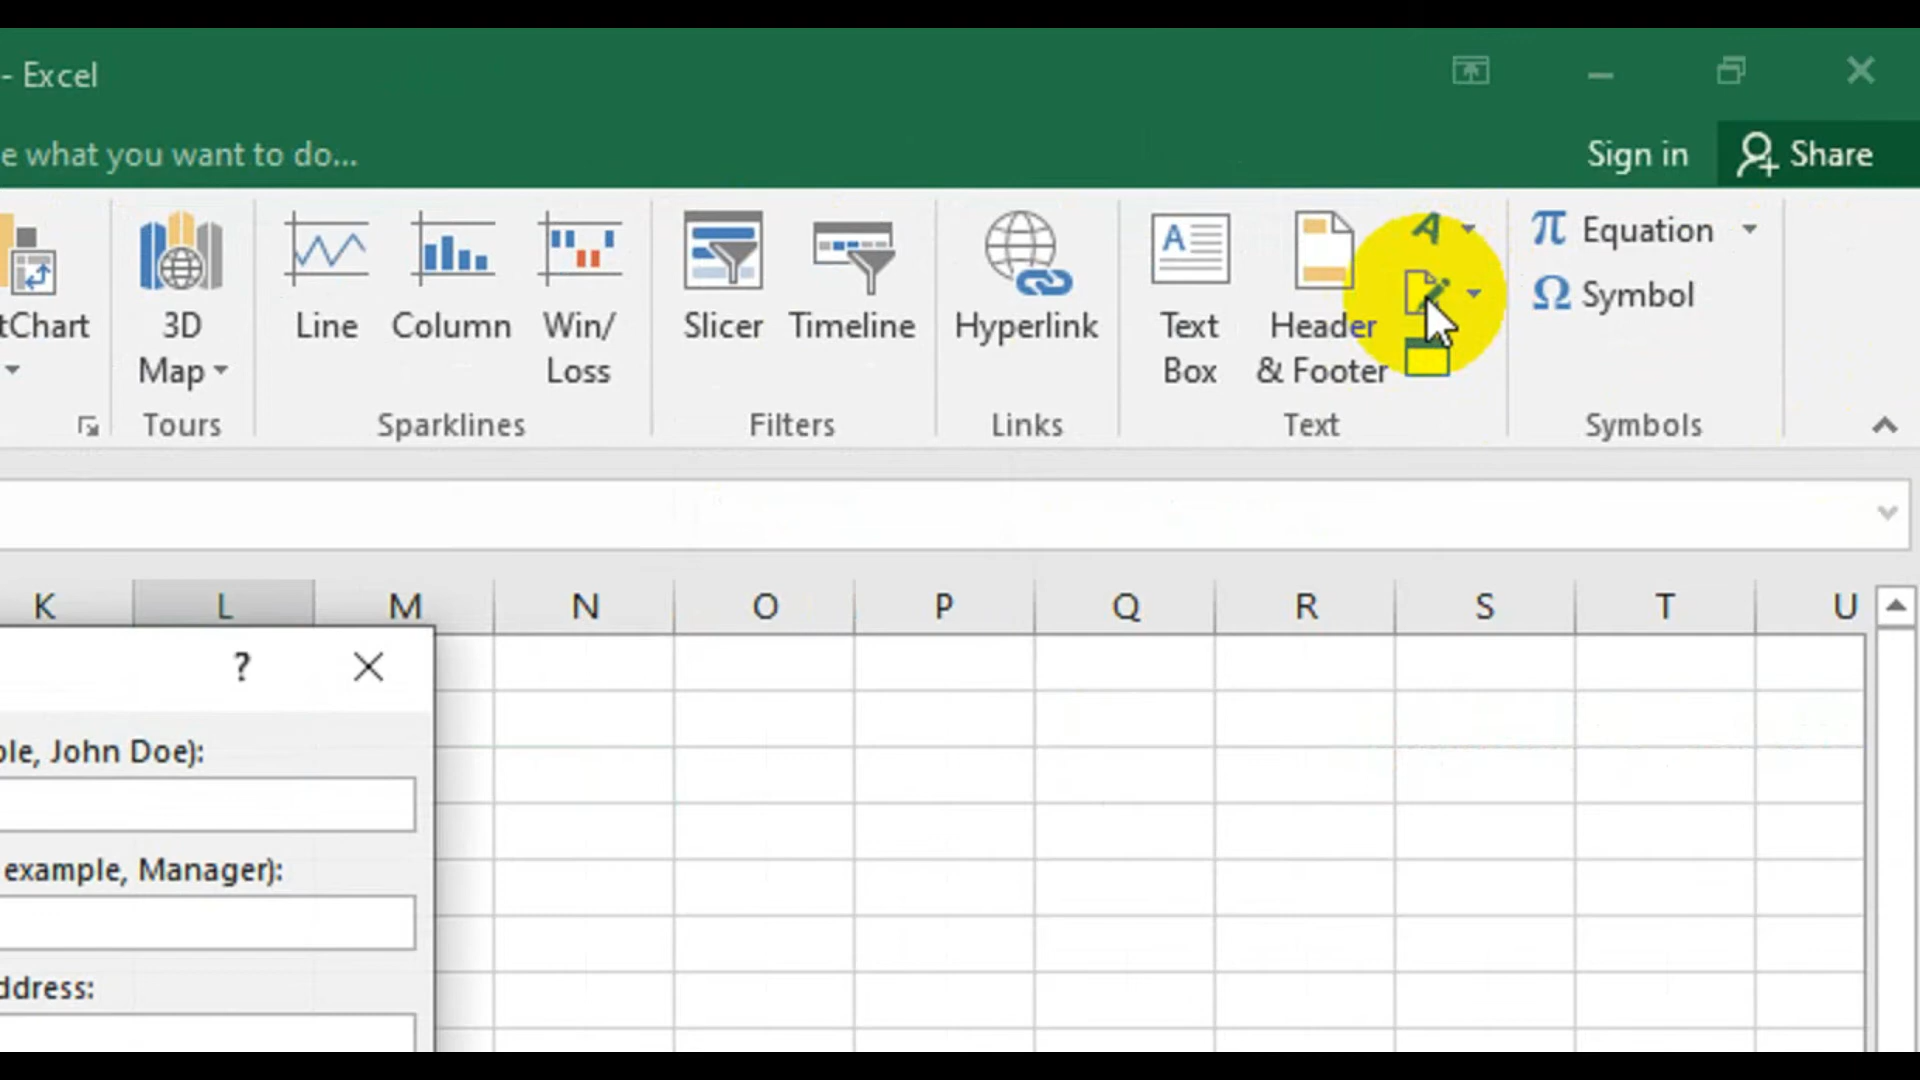 - Excel
e what you want to do...
Sign in
Share
tChart
3D
Map
Line
Column
Win/
Loss
Slicer
Timeline
Hyperlink
Text
Box
Header
& Footer
Equation
Symbol
Tours
Sparklines
Filters
Links
Text
Symbols
K L M N O P Q R S T U
?
ole, John Doe):
example, Manager):
ddress: